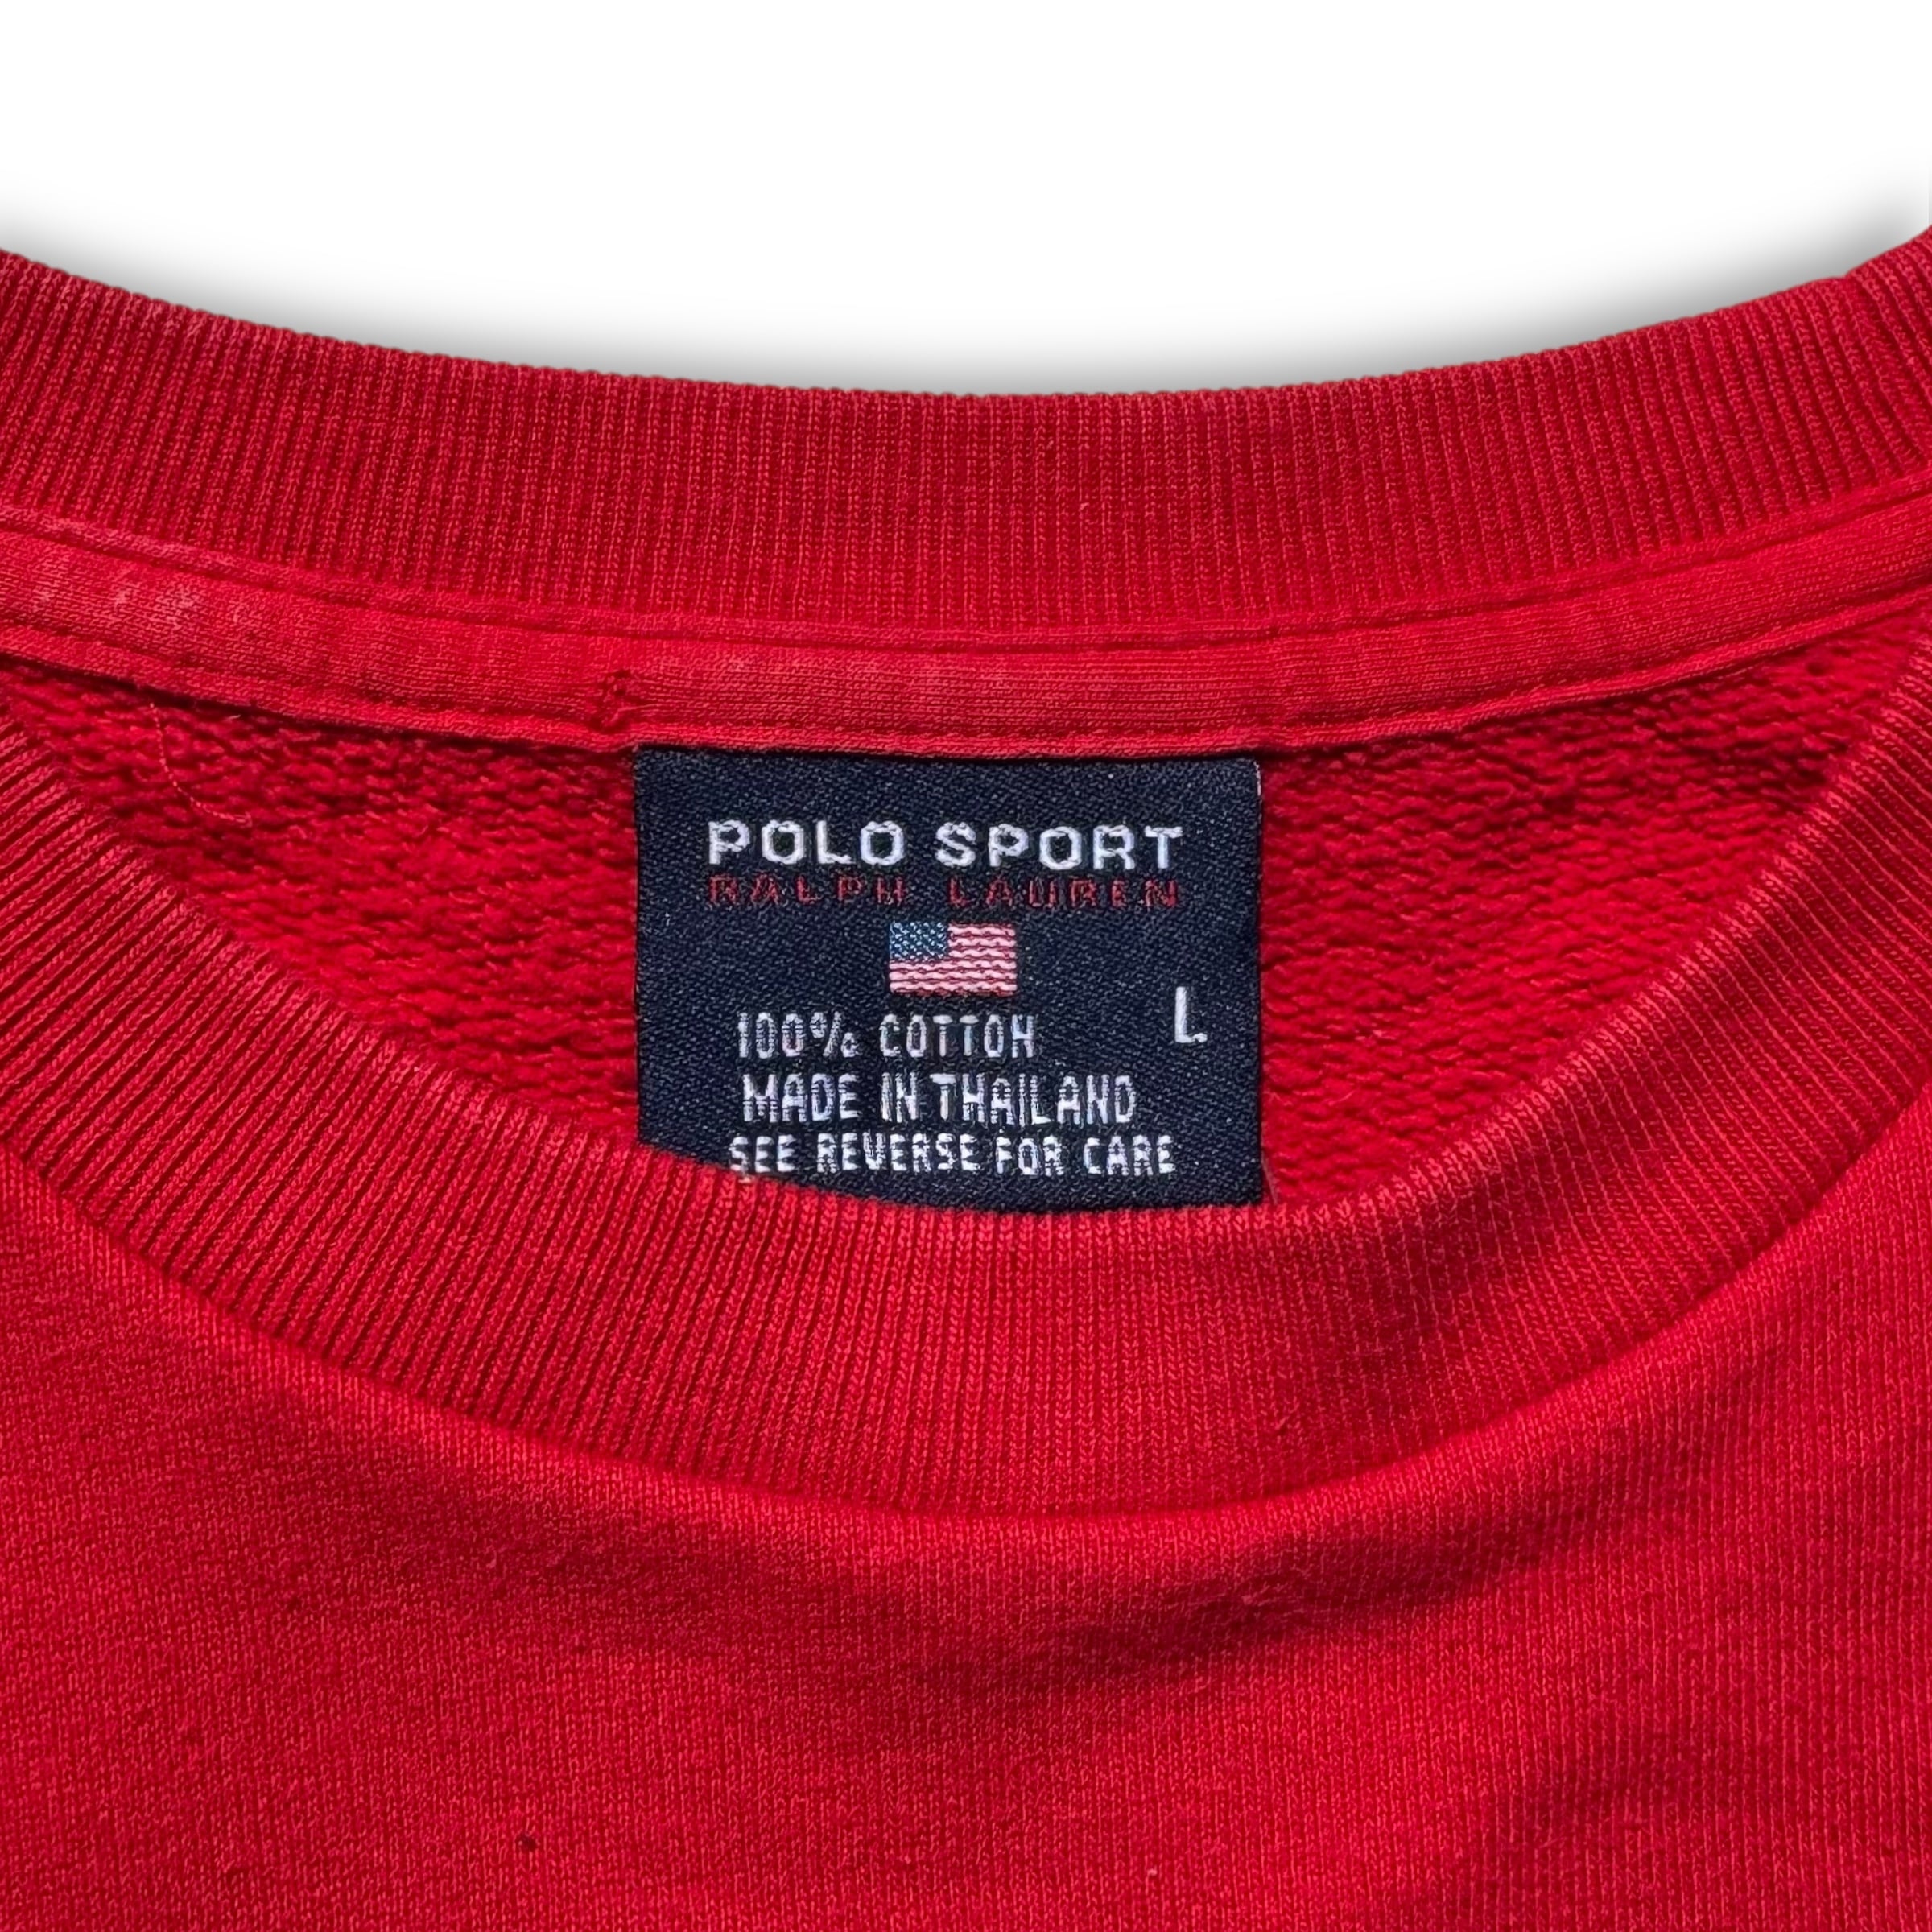 POLO SPORT
RALPH LAUREN
100% COTTON
L
MADE IN THAILAND
SEE REVERSE FOR CARE